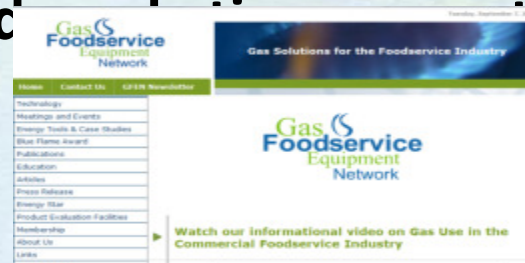 Tuesday, September
Gas
Foodservice
Equipment
Network
Gas Solutions for the Foodservice Industry
Home Contact Us GFEN Newsletter
Technology
Meetings and Events
Energy Tools & Case Studies
Blue Flame Award
Publications
Education
Articles
Press Release
Energy Star
Product Evaluation Facilities
Membership
About Us
Links
Gas
Foodservice
Equipment
Network
Watch our informational video on Gas Use in the
Commercial Foodservice Industry